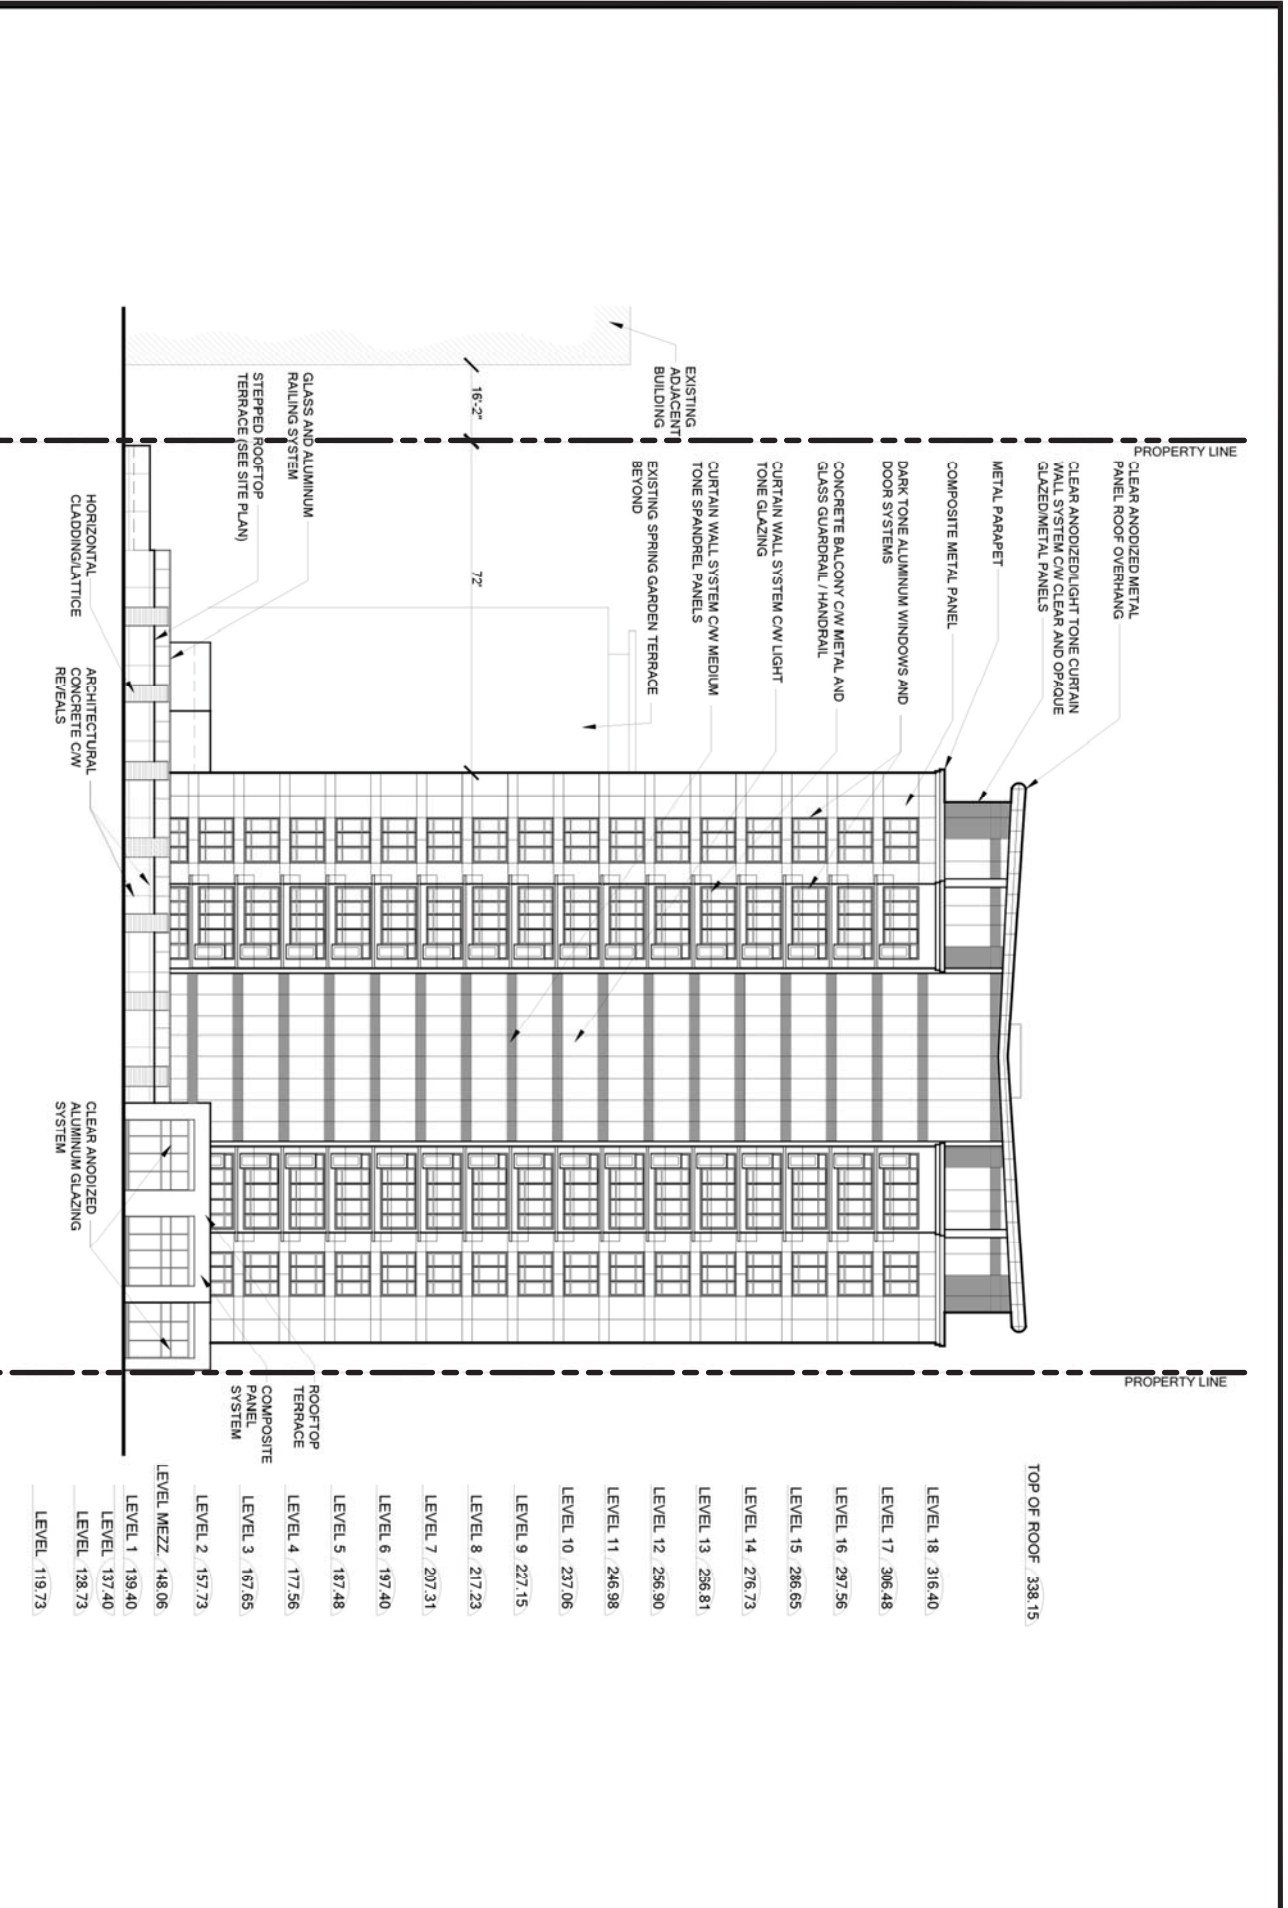 PROPERTY LINE
PROPERTY LINE
CLEAR ANODIZED METAL
PANEL ROOF OVERHANG
CLEAR ANODIZED/LIGHT TONE CURTAIN
WALL SYSTEM C/W CLEAR AND OPAQUE
GLAZED/METAL PANELS
METAL PARAPET
COMPOSITE METAL PANEL
DARK TONE ALUMINUM WINDOWS AND
DOOR SYSTEMS
CONCRETE BALCONY C/W METAL AND
GLASS GUARDRAIL / HANDRAIL
CURTAIN WALL SYSTEM C/W LIGHT
TONE GLAZING
CURTAIN WALL SYSTEM C/W MEDIUM
TONE SPANDREL PANELS
EXISTING SPRING GARDEN TERRACE
BEYOND
EXISTING
ADJACENT
BUILDING
16'-2"
72'
GLASS AND ALUMINUM
RAILING SYSTEM
STEPPED ROOFTOP
TERRACE (SEE SITE PLAN)
HORIZONTAL
CLADDING/LATTICE
ARCHITECTURAL
CONCRETE C/W
REVEALS
CLEAR ANODIZED
ALUMINUM GLAZING
SYSTEM
ROOFTOP
TERRACE
COMPOSITE
PANEL
SYSTEM
TOP OF ROOF 338.15
LEVEL 18 316.40
LEVEL 17 306.48
LEVEL 16 297.56
LEVEL 15 286.65
LEVEL 14 276.73
LEVEL 13 266.81
LEVEL 12 256.90
LEVEL 11 246.98
LEVEL 10 237.06
LEVEL 9 227.15
LEVEL 8 217.23
LEVEL 7 207.31
LEVEL 6 197.40
LEVEL 5 187.48
LEVEL 4 177.56
LEVEL 3 167.65
LEVEL 2 157.73
LEVEL MEZZ. 148.06
LEVEL 1 139.40
LEVEL 137.40
LEVEL 128.73
LEVEL 119.73